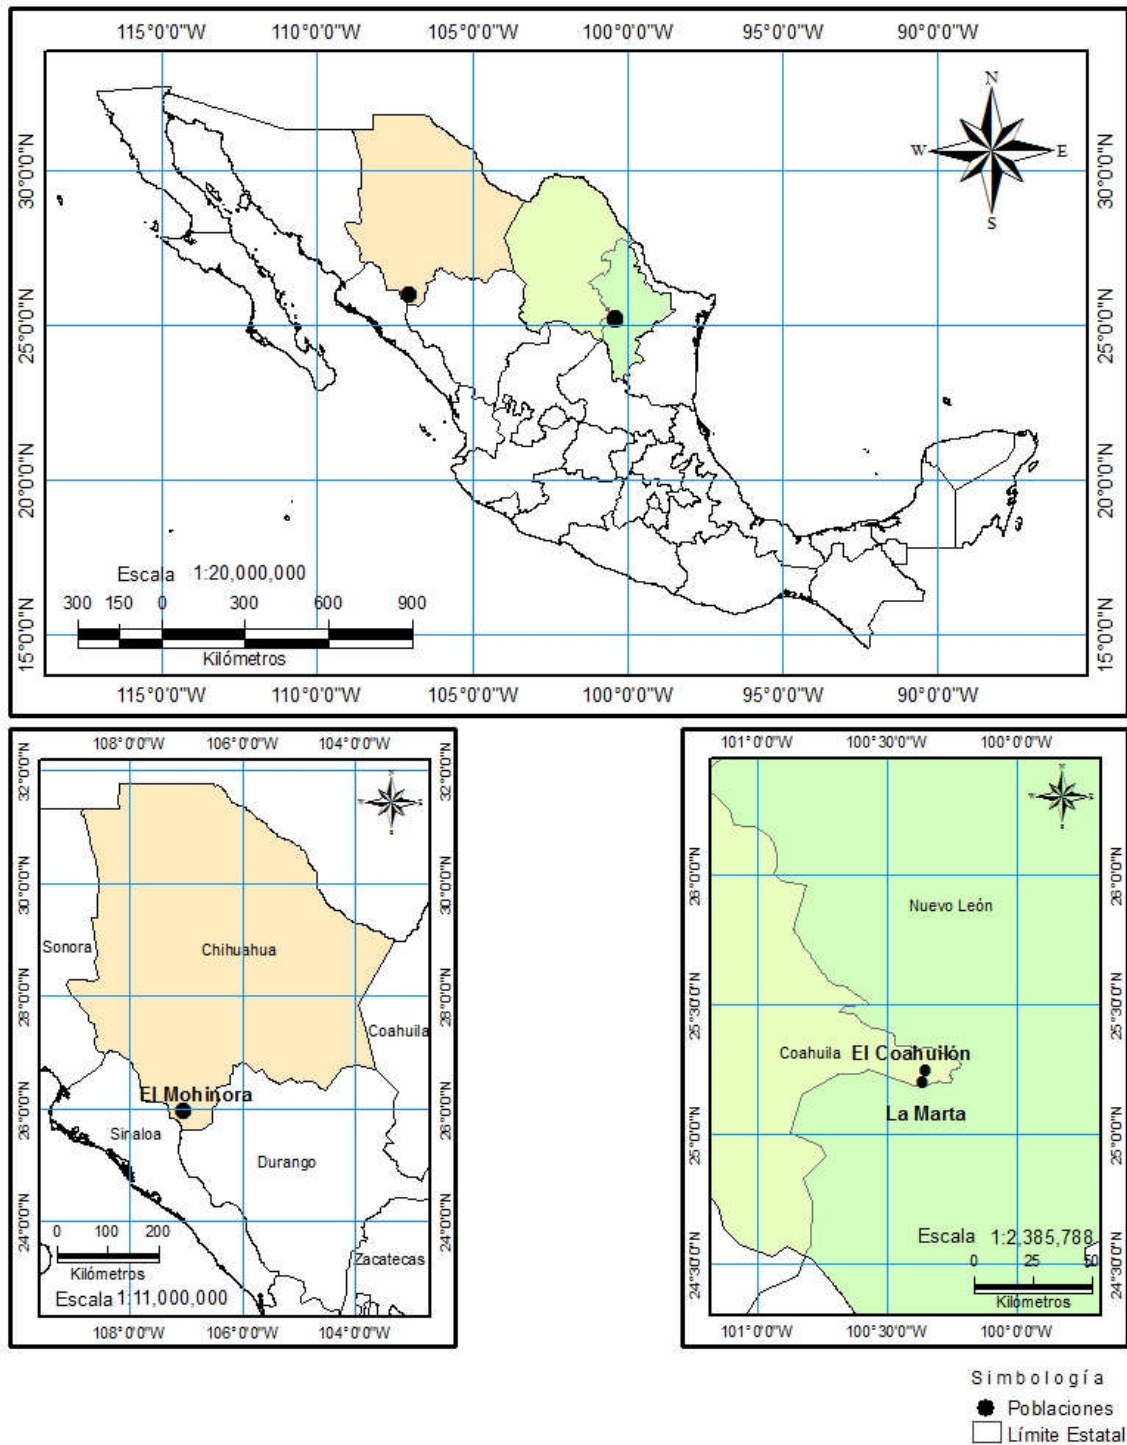 115°0'0"W 110°0'0"W 105°0'0"W 100°0'0"W 95°0'0"W 90°0'0"W
N
W E
S
30°0'0"N 30°0'0"N
25°0'0"N 25°0'0"N
20°0'0"N 20°0'0"N
15°0'0"N 15°0'0"N
Escala 1:20,000,000
300 150 0 300 600 900
Kilómetros
115°0'0"W 110°0'0"W 105°0'0"W 100°0'0"W 95°0'0"W 90°0'0"W
108°0'0"W 106°0'0"W 104°0'0"W
32°0'0"N 32°0'0"N
30°0'0"N 30°0'0"N
Sonora
Chihuahua
28°0'0"N 28°0'0"N
Coahuila
El Mohinora
26°0'0"N 26°0'0"N
Sinaloa
Durango
24°0'0"N 24°0'0"N
0 100 200
Kilómetros
Zacatecas
Escala 1:11,000,000
108°0'0"W 106°0'0"W 104°0'0"W
101°0'0"W 100°30'0"W 100°0'0"W
26°0'0"N 26°0'0"N
Nuevo León
25°30'0"N 25°30'0"N
Coahuila El Coahuilón
La Marta
25°0'0"N 25°0'0"N
Escala 1:2,385,788
0 25 50
Kilómetros
24°30'0"N 24°30'0"N
101°0'0"W 100°30'0"W 100°0'0"W
Simbología
Poblaciones
Límite Estatal